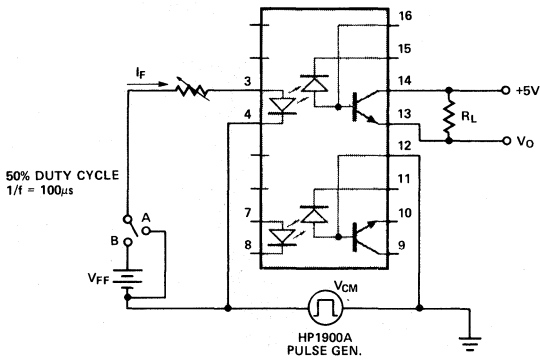 16
15
I_F
3
14
+5V
R_L
4
13
V_O
12
50% DUTY CYCLE
1/f = 100μs
11
7
10
A
B
8
9
V_FF
V_CM
HP1900A
PULSE GEN.